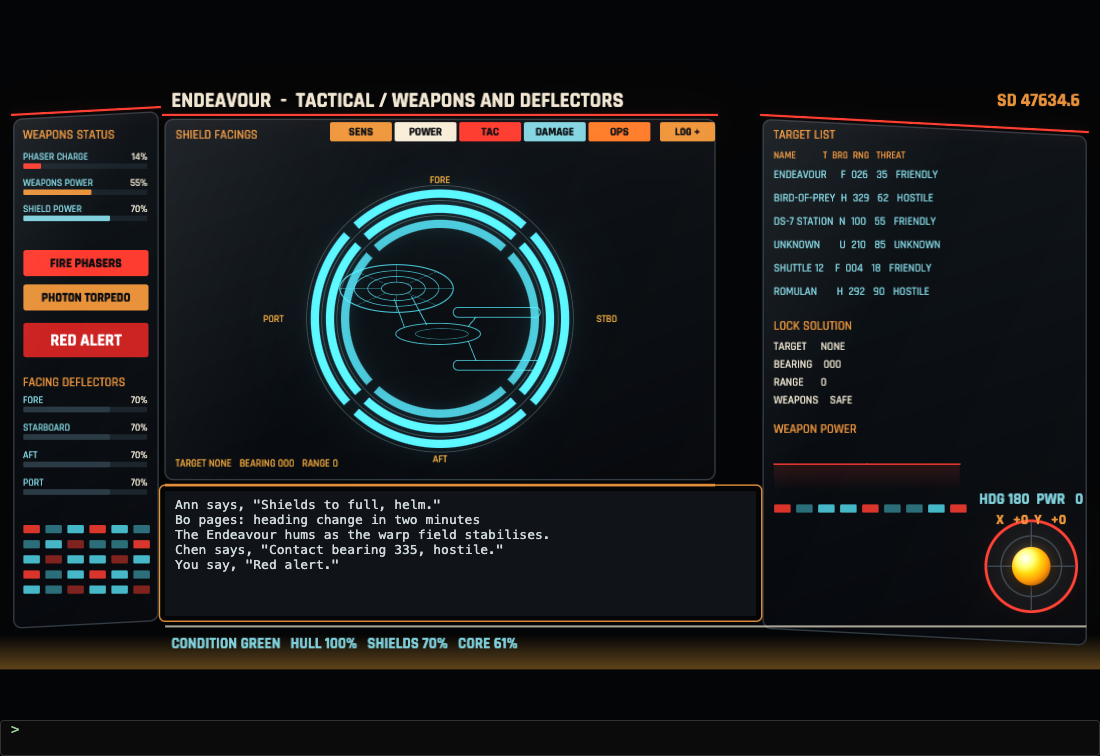 ENDEAVOUR - TACTICAL / WEAPONS AND DEFLECTORS
SD 47634.6
WEAPONS STATUS
PHASER CHARGE 14%
WEAPONS POWER 55%
SHIELD POWER 70%
FIRE PHASERS
PHOTON TORPEDO
RED ALERT
FACING DEFLECTORS
FORE 70%
STARBOARD 70%
AFT 70%
PORT 70%
SHIELD FACINGS
SENS POWER TAC DAMAGE OPS LOG +
FORE
PORT STBD
AFT
TARGET NONE BEARING 000 RANGE 0
Ann says, "Shields to full, helm."
Bo pages: heading change in two minutes
The Endeavour hums as the warp field stabilises.
Chen says, "Contact bearing 335, hostile."
You say, "Red alert."
TARGET LIST
NAME T BRG RNG THREAT
ENDEAVOUR F 026 35 FRIENDLY
BIRD-OF-PREY H 329 62 HOSTILE
DS-7 STATION N 100 55 FRIENDLY
UNKNOWN U 210 85 UNKNOWN
SHUTTLE 12 F 004 18 FRIENDLY
ROMULAN H 292 90 HOSTILE
LOCK SOLUTION
TARGET NONE
BEARING 000
RANGE 0
WEAPONS SAFE
WEAPON POWER
HDG 180 PWR 0
X +0 Y +0
CONDITION GREEN HULL 100% SHIELDS 70% CORE 61%
>